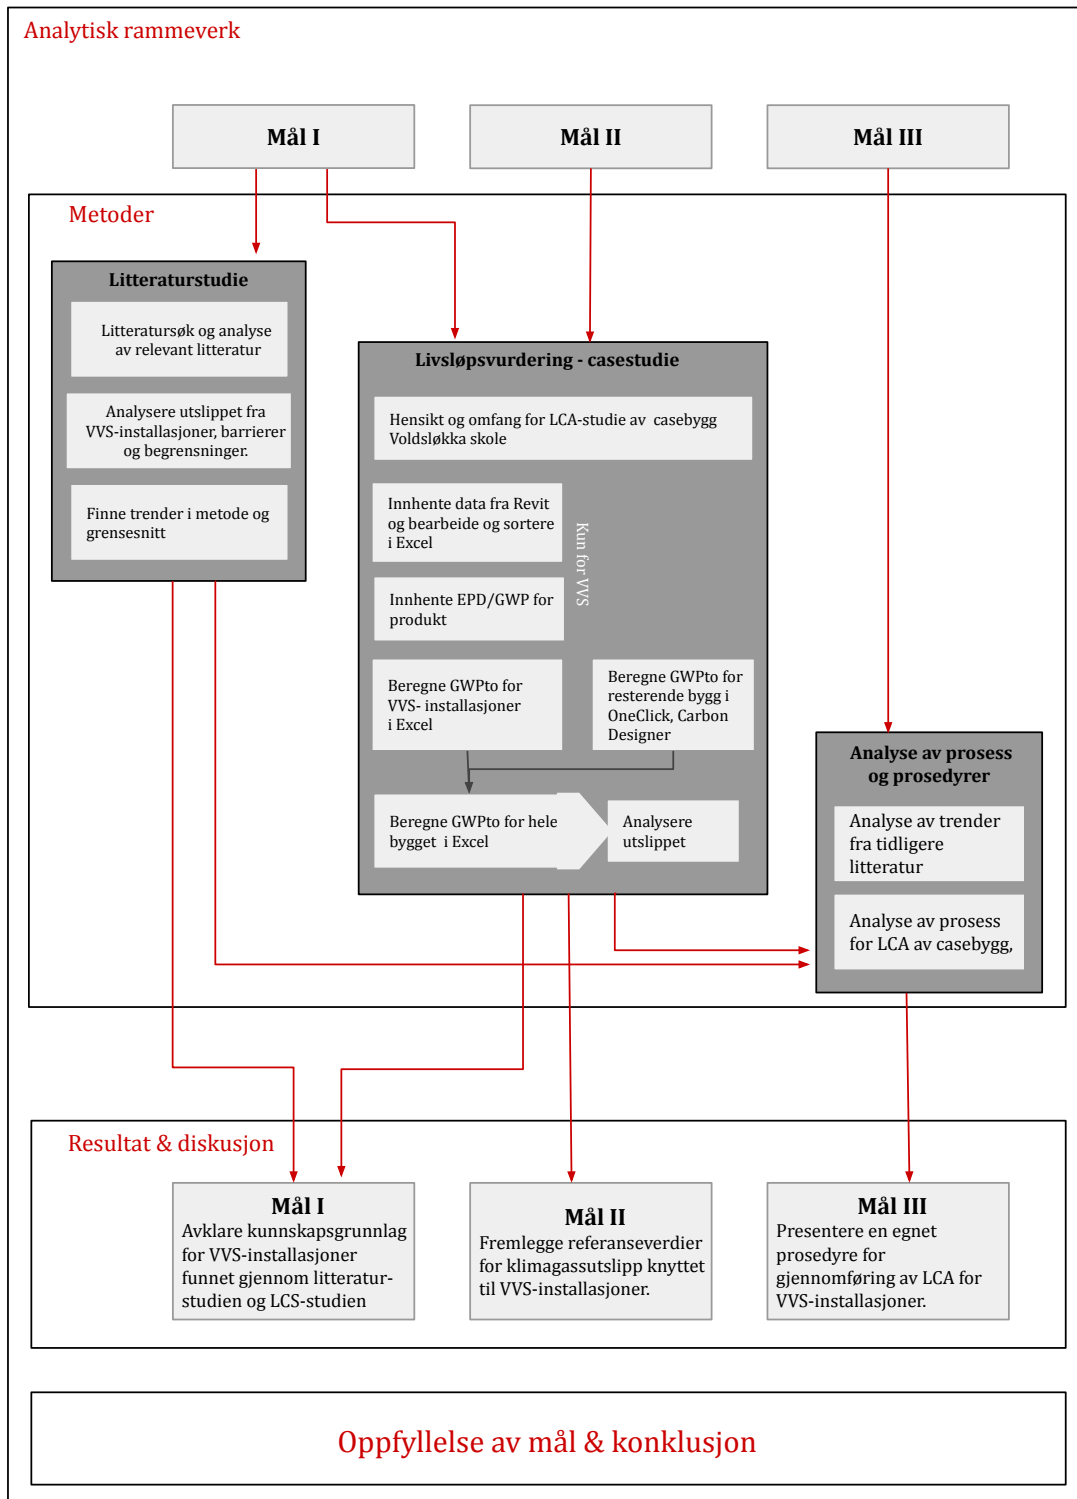 Analytisk rammeverk
Mål I
Mål II
Mål III
Metoder
Litteraturstudie
Litteratursøk og analyse
av relevant litteratur
Analysere utslippet fra
VVS-installasjoner, barrierer
og begrensninger.
Finne trender i metode og
grensesnitt
Livsløpsvurdering - casestudie
Hensikt og omfang for LCA-studie av casebygg
Voldsløkka skole
Innhente data fra Revit
og bearbeide og sortere
i Excel
Kun for VVS
Innhente EPD/GWP for
produkt
Beregne GWPto for
VVS- installasjoner
i Excel
Beregne GWPto for
resterende bygg i
OneClick, Carbon
Designer
Beregne GWPto for hele
bygget i Excel
Analysere
utslippet
Analyse av prosess
og prosedyrer
Analyse av trender
fra tidligere
litteratur
Analyse av prosess
for LCA av casebygg,
Resultat & diskusjon
Mål I
Avklare kunnskapsgrunnlag
for VVS-installasjoner
funnet gjennom litteratur-
studien og LCS-studien
Mål II
Fremlegge referanseverdier
for klimagassutslipp knyttet
til VVS-installasjoner.
Mål III
Presentere en egnet
prosedyre for
gjennomføring av LCA for
VVS-installasjoner.
Oppfyllelse av mål & konklusjon